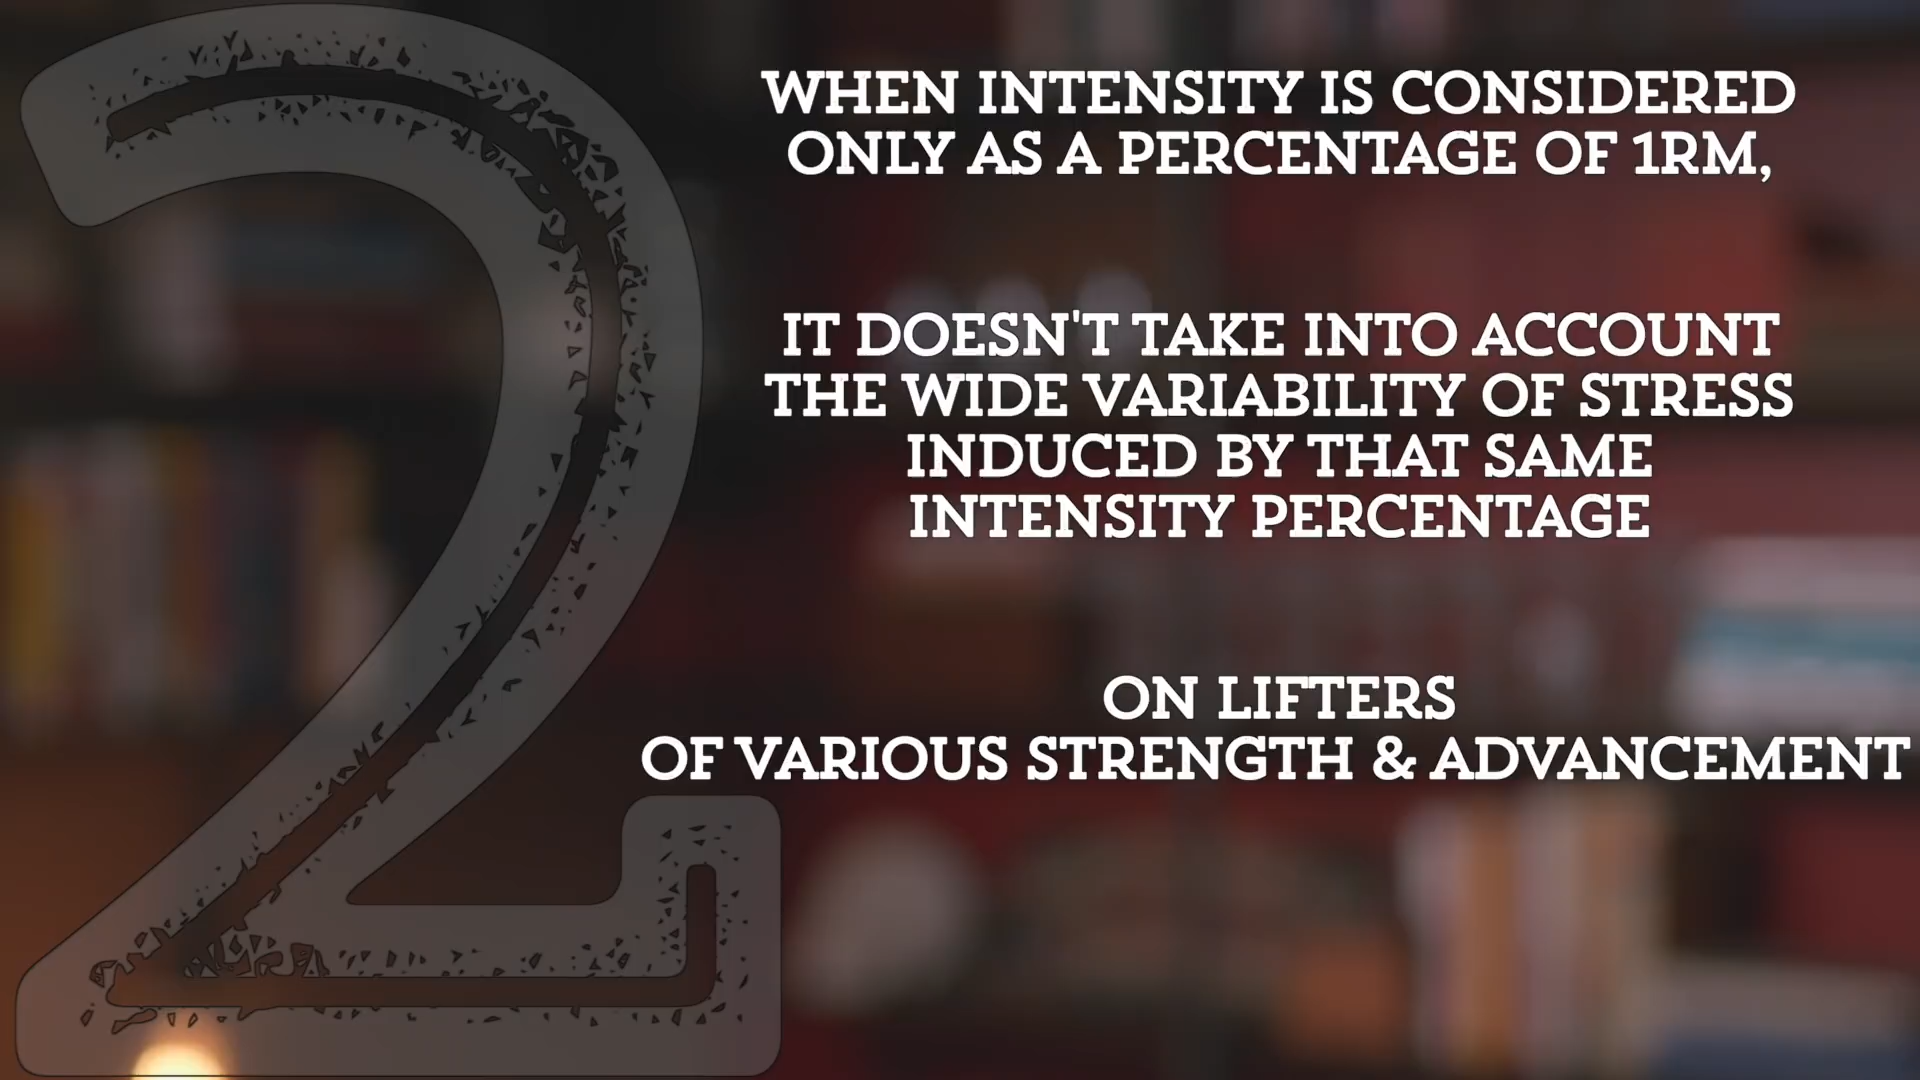 2
WHEN INTENSITY IS CONSIDERED
ONLY AS A PERCENTAGE OF 1RM,
IT DOESN'T TAKE INTO ACCOUNT
THE WIDE VARIABILITY OF STRESS
INDUCED BY THAT SAME
INTENSITY PERCENTAGE
ON LIFTERS
OF VARIOUS STRENGTH & ADVANCEMENT